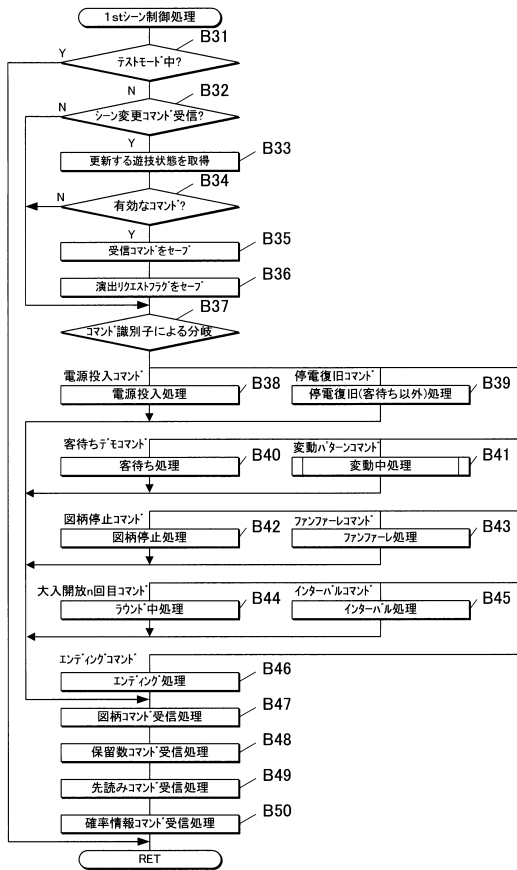 1stシーン制御処理
B31
Y
テストモード中?
N
B32
N
シーン変更コマンド受信?
Y
B33
更新する遊技状態を取得
B34
N
有効なコマンド?
Y
B35
受信コマンドをセーブ
B36
演出リクエストフラグをセーブ
B37
コマンド識別子による分岐
電源投入コマンド
B38
電源投入処理
停電復旧コマンド
B39
停電復旧(客待ち以外)処理
客待ちデモコマンド
B40
客待ち処理
変動パターンコマンド
B41
変動中処理
図柄停止コマンド
B42
図柄停止処理
ファンファーレコマンド
B43
ファンファーレ処理
大入開放n回目コマンド
B44
ラウンド中処理
インターバルコマンド
B45
インターバル処理
エンディングコマンド
B46
エンディング処理
B47
図柄コマンド受信処理
B48
保留数コマンド受信処理
B49
先読みコマンド受信処理
B50
確率情報コマンド受信処理
RET